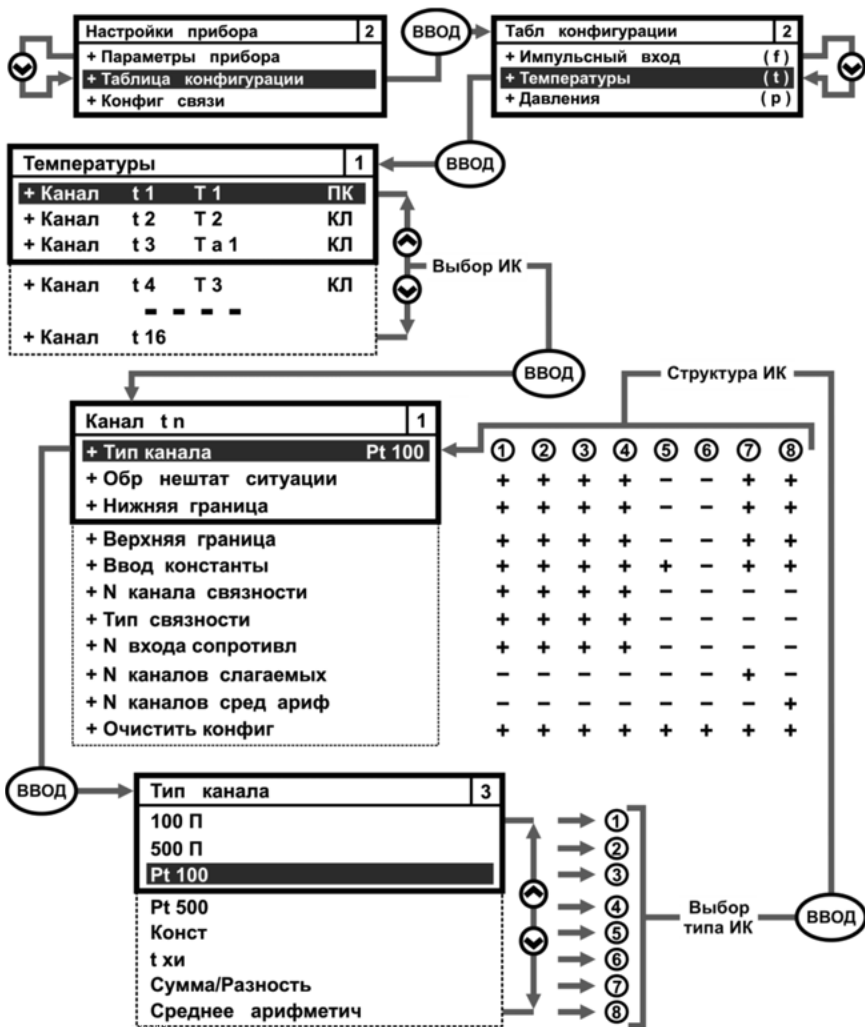 Настройки прибора 2
+ Параметры прибора
+ Таблица конфигурации
+ Конфиг связи
ВВОД
Табл конфигурации 2
+ Импульсный вход ( f )
+ Температуры ( t )
+ Давления ( p )
ВВОД
Температуры 1
+ Канал t 1 T 1 ПК
+ Канал t 2 T 2 КЛ
+ Канал t 3 T а 1 КЛ
+ Канал t 4 T 3 КЛ
- - - -
+ Канал t 16
Выбор ИК
ВВОД
Структура ИК
Канал t n 1
+ Тип канала Pt 100 ① ② ③ ④ ⑤ ⑥ ⑦ ⑧
+ Обр нештат ситуации + + + + − − + +
+ Нижняя граница + + + + − − + +
+ Верхняя граница + + + + − − + +
+ Ввод константы + + + + + − + +
+ N канала связности + + + + − − − −
+ Тип связности + + + + − − − −
+ N входа сопротивл + + + + − − − −
+ N каналов слагаемых − − − − − − + −
+ N каналов сред ариф − − − − − − − +
+ Очистить конфиг + + + + + + + +
ВВОД
Тип канала 3
100 П ①
500 П ②
Pt 100 ③
Pt 500 ④
Конст ⑤
t хи ⑥
Сумма/Разность ⑦
Среднее арифметич ⑧
Выбор
типа ИК
ВВОД